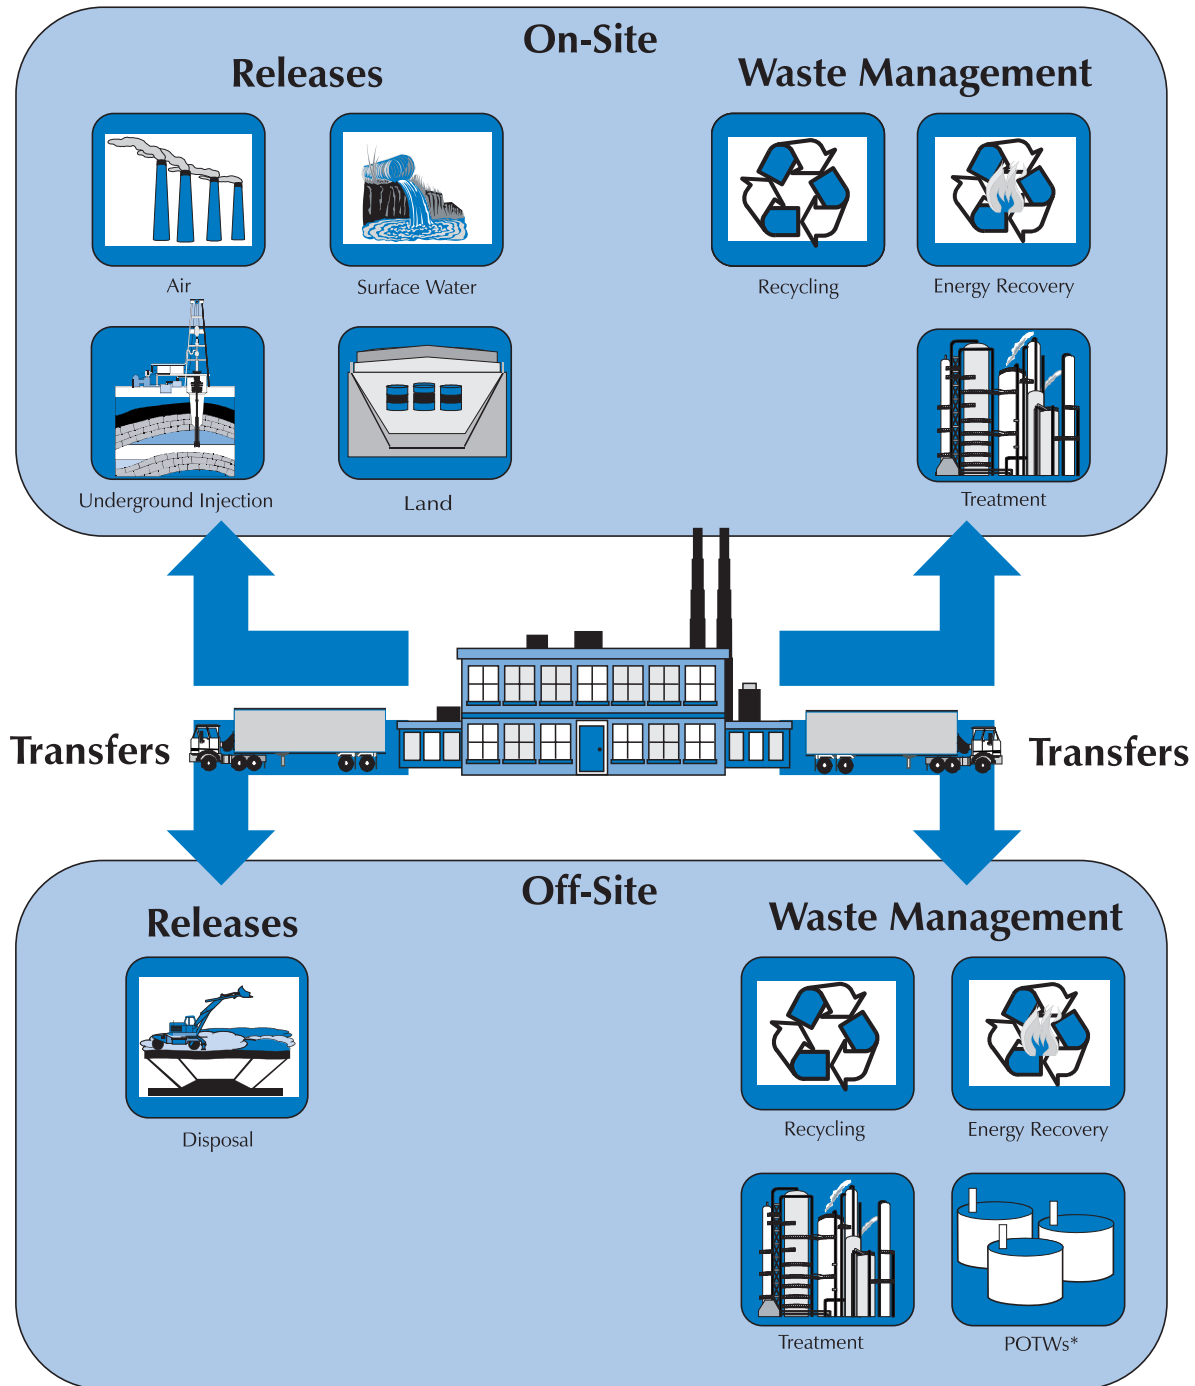 On-Site
Releases
Waste Management
Air
Surface Water
Recycling
Energy Recovery
Underground Injection
Land
Treatment
Transfers
Transfers
Off-Site
Releases
Waste Management
Disposal
Recycling
Energy Recovery
Treatment
POTWs*